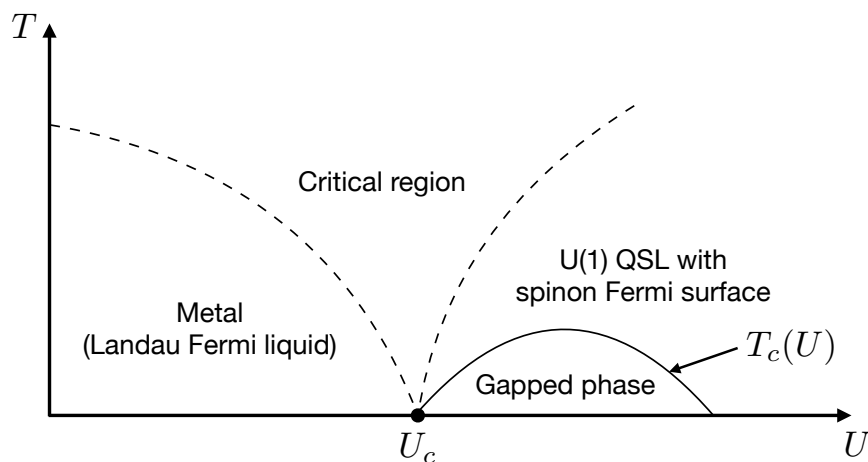 T
Critical region
U(1) QSL with
spinon Fermi surface
Metal
(Landau Fermi liquid)
T_c(U)
Gapped phase
U_c
U